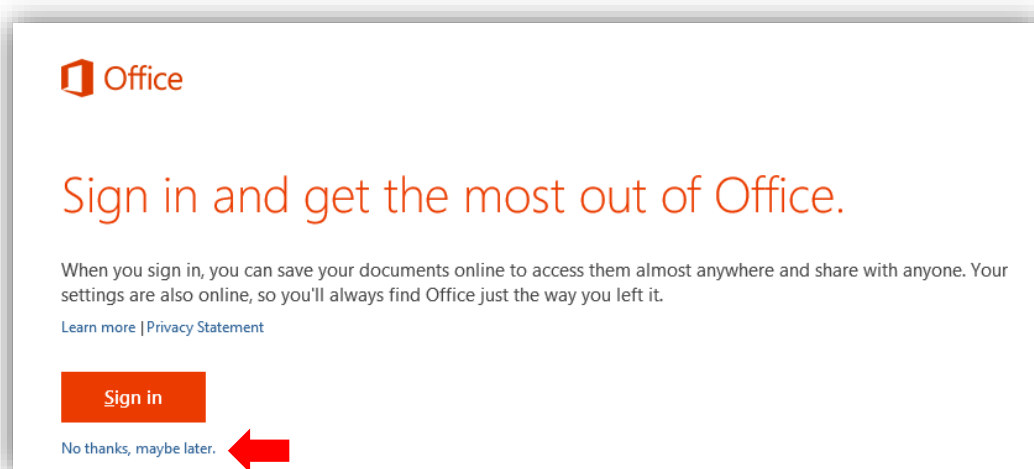 Office
Sign in and get the most out of Office.
When you sign in, you can save your documents online to access them almost anywhere and share with anyone. Your
settings are also online, so you'll always find Office just the way you left it.
Learn more | Privacy Statement
Sign in
No thanks, maybe later.